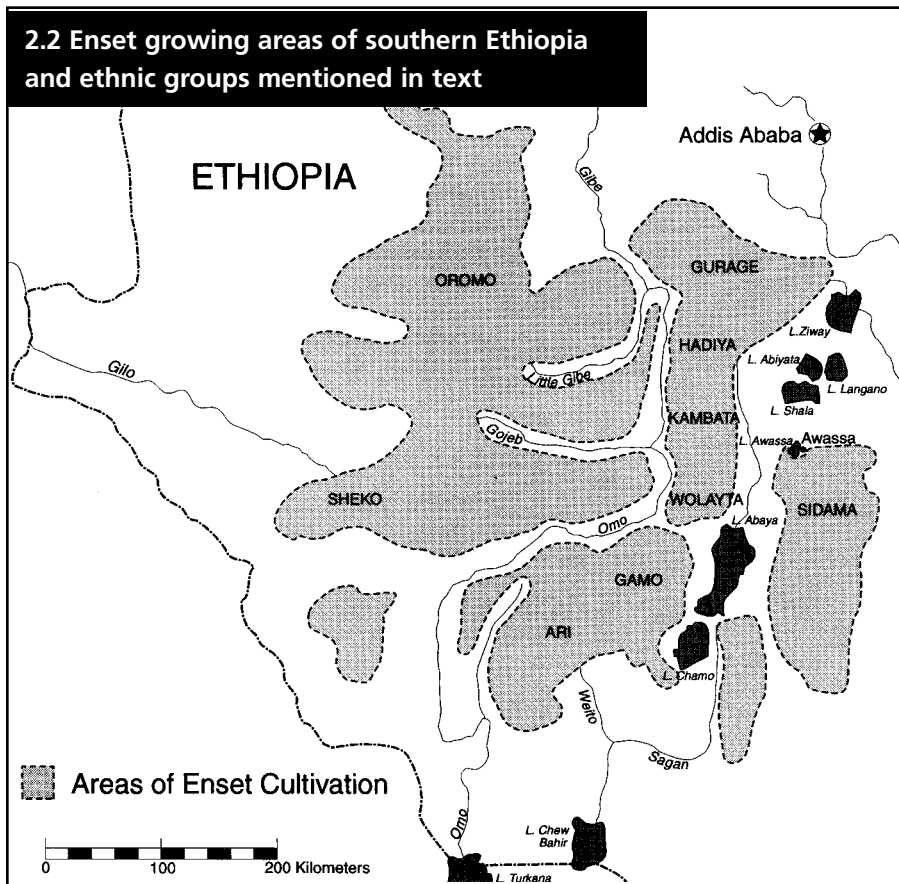 2.2 Enset growing areas of southern Ethiopia
and ethnic groups mentioned in text
Addis Ababa
ETHIOPIA
Gibe
GURAGE
OROMO
L.Ziway
HADIYA
L. Abiyata
Gilo
Little Gibe
L. Langano
L. Shala
KAMBATA
Gojeb
L. Awassa
Awassa
SHEKO
WOLAYTA
SIDAMA
L. Abaya
Omo
GAMO
ARI
L. Chamo
Weito
Sagan
Areas of Enset Cultivation
Omo
L. Chew
Bahir
0 100 200 Kilometers
L. Turkana